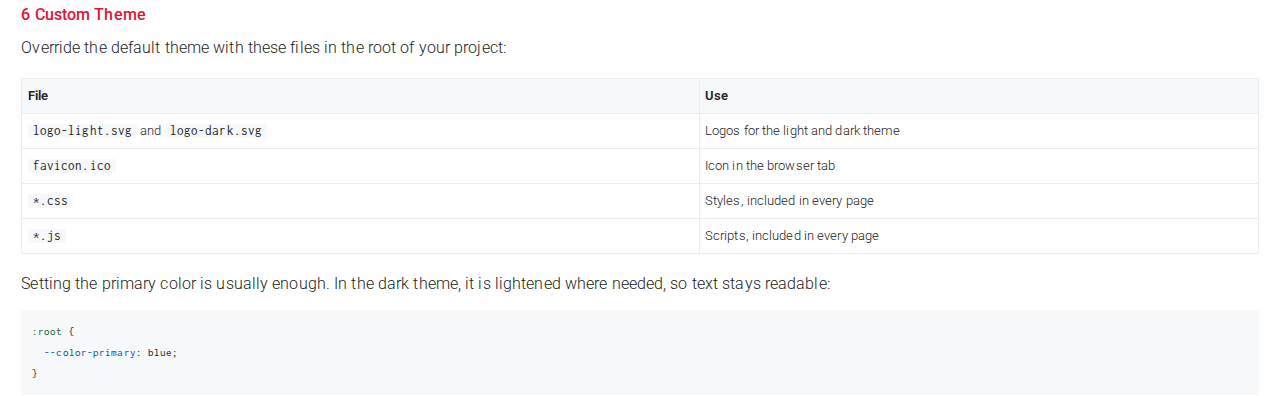 6 Custom Theme
Override the default theme with these files in the root of your project:
File Use
logo-light.svg and logo-dark.svg Logos for the light and dark theme
favicon.ico Icon in the browser tab
*.css Styles, included in every page
*.js Scripts, included in every page
Setting the primary color is usually enough. In the dark theme, it is lightened where needed, so text stays readable:
:root {
  --color-primary: blue;
}